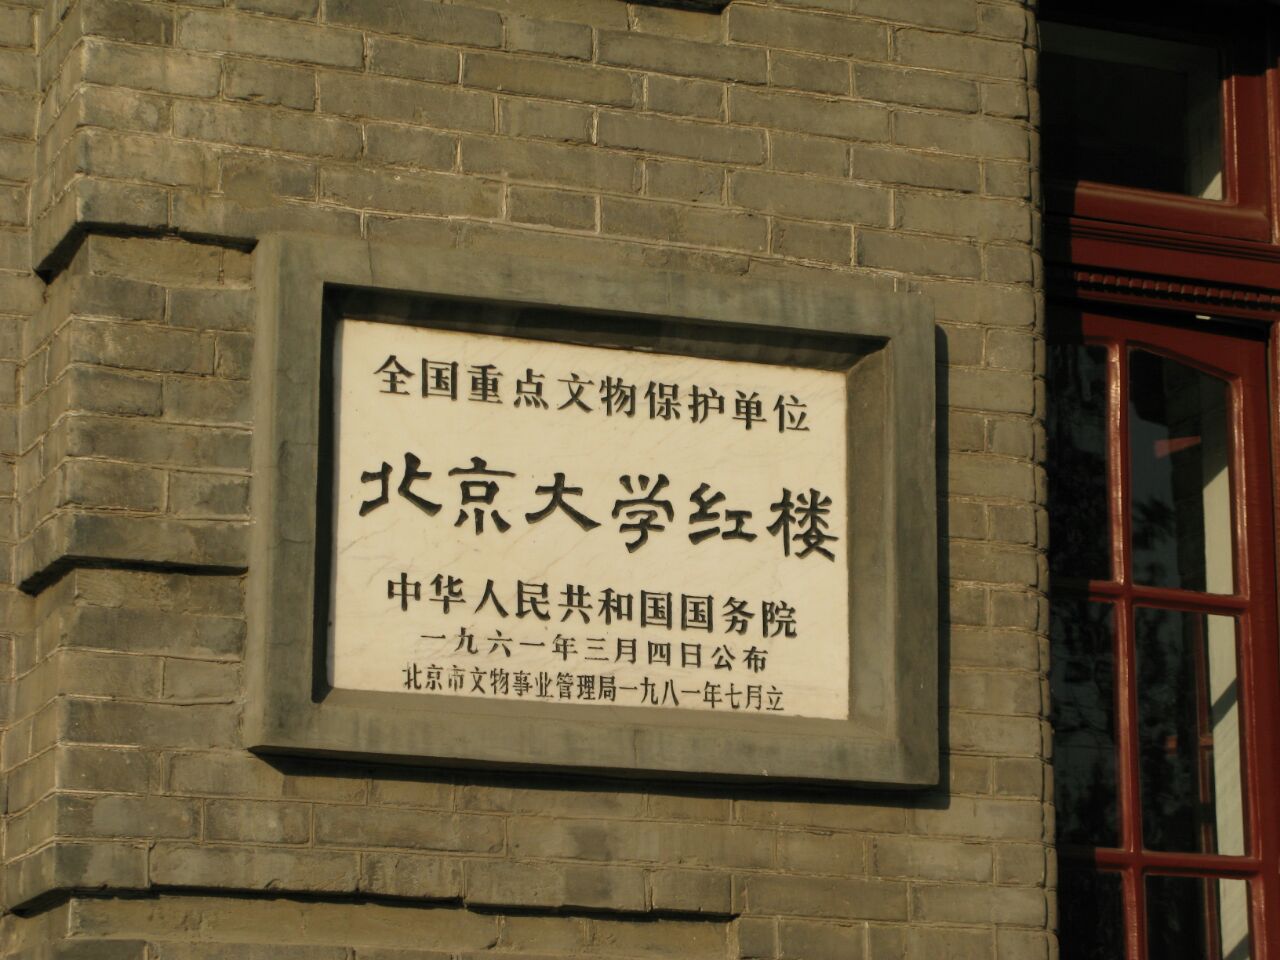 全国重点文物保护单位
北京大学红楼
中华人民共和国国务院
一九六一年三月四日公布
北京市文物事业管理局一九八一年七月立